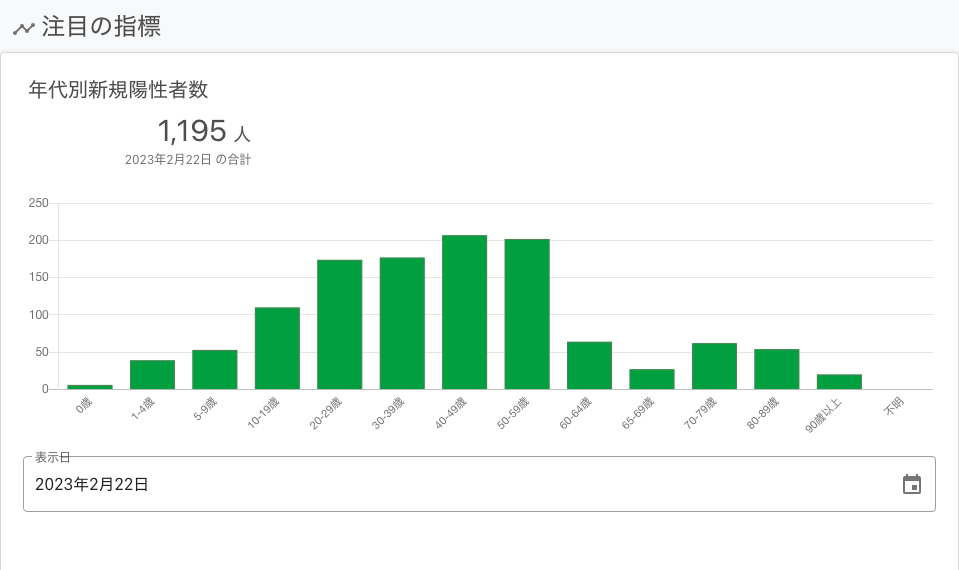 注目の指標
年代別新規陽性者数
1,195 人
2023年2月22日 の合計
250
200
150
100
50
0
0歳
1-4歳
5-9歳
10-19歳
20-29歳
30-39歳
40-49歳
50-59歳
60-64歳
65-69歳
70-79歳
80-89歳
90歳以上
不明
表示日
2023年2月22日